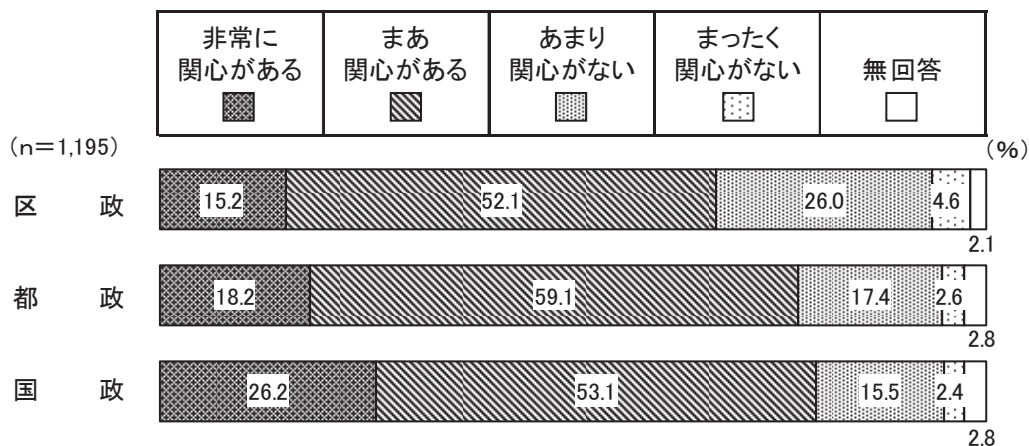 非常に
関心がある
まあ
関心がある
あまり
関心がない
まったく
関心がない
無回答
(n＝1,195)
(%)
区 政
15.2
52.1
26.0
4.6
2.1
都 政
18.2
59.1
17.4
2.6
2.8
国 政
26.2
53.1
15.5
2.4
2.8